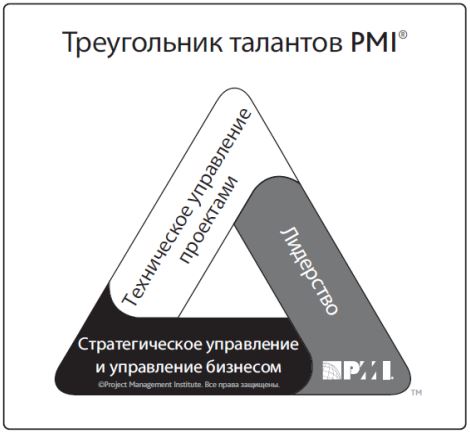 Треугольник талантов PMI®
Техническое управление
проектами
Лидерство
Стратегическое управление
и управление бизнесом
©Project Management Institute. Все права защищены.
PMI.
TM